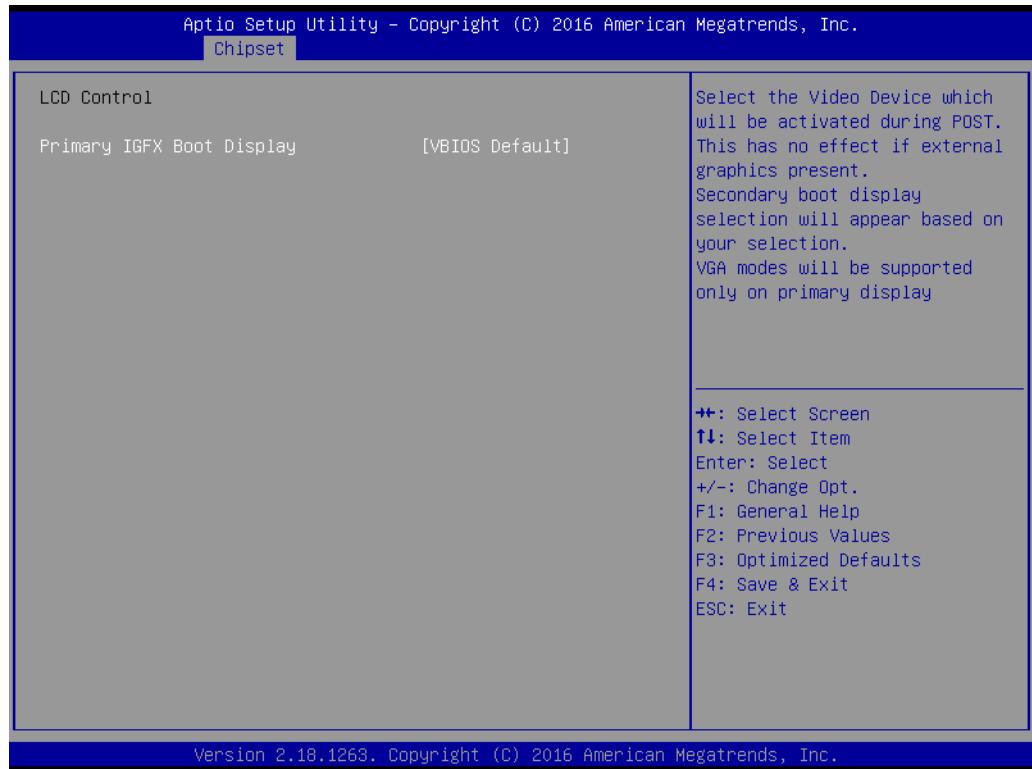 Aptio Setup Utility – Copyright (C) 2016 American Megatrends, Inc.
Chipset
LCD Control
Primary IGFX Boot Display [VBIOS Default]
Select the Video Device which
will be activated during POST.
This has no effect if external
graphics present.
Secondary boot display
selection will appear based on
your selection.
VGA modes will be supported
only on primary display
→←: Select Screen
↑↓: Select Item
Enter: Select
+/-: Change Opt.
F1: General Help
F2: Previous Values
F3: Optimized Defaults
F4: Save & Exit
ESC: Exit
Version 2.18.1263. Copyright (C) 2016 American Megatrends, Inc.